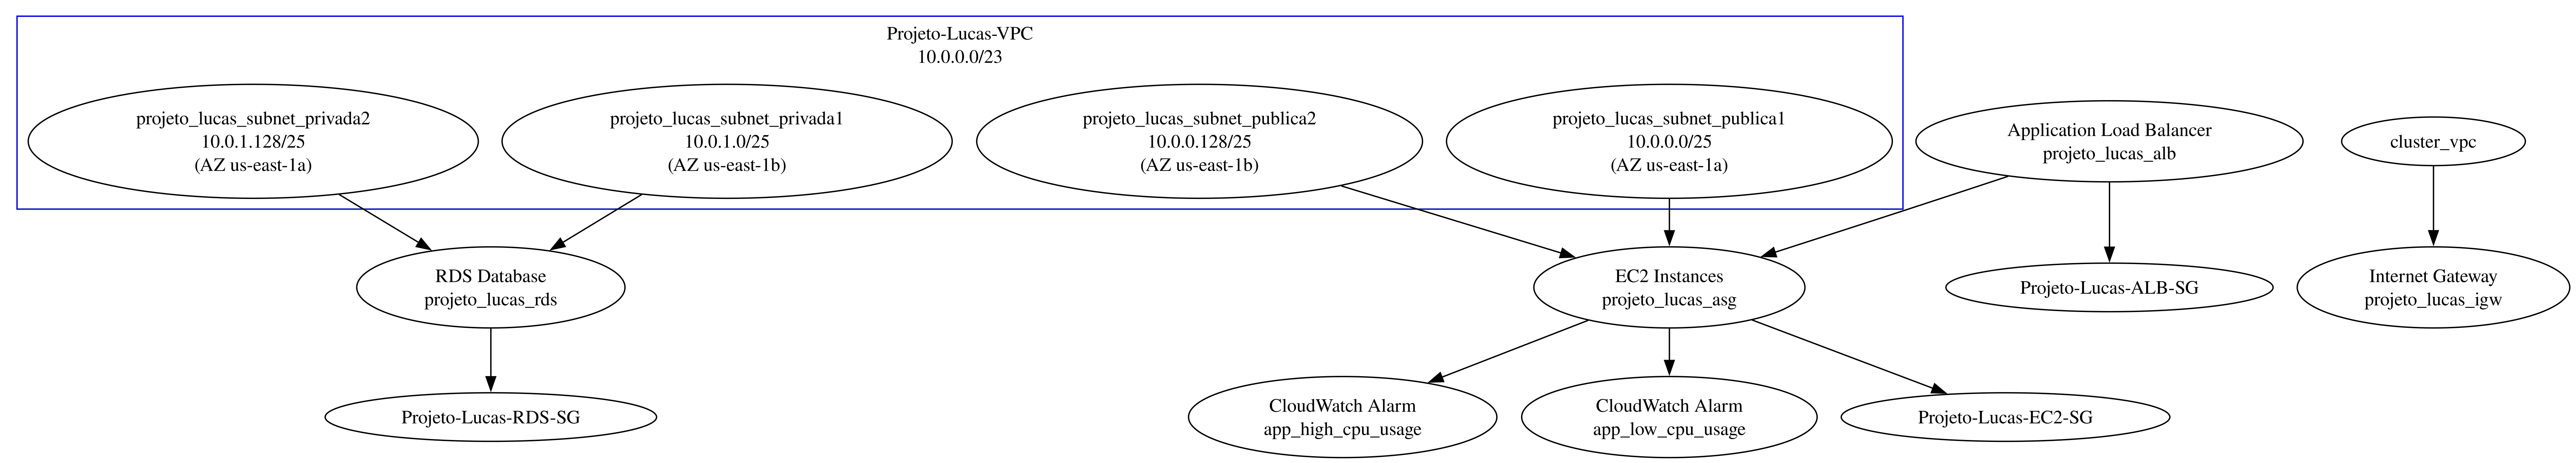 Projeto-Lucas-VPC
10.0.0.0/23
projeto_lucas_subnet_privada2
10.0.1.128/25
(AZ us-east-1a)
projeto_lucas_subnet_privada1
10.0.1.0/25
(AZ us-east-1b)
projeto_lucas_subnet_publica2
10.0.0.128/25
(AZ us-east-1b)
projeto_lucas_subnet_publica1
10.0.0.0/25
(AZ us-east-1a)
Application Load Balancer
projeto_lucas_alb
cluster_vpc
RDS Database
projeto_lucas_rds
EC2 Instances
projeto_lucas_asg
Projeto-Lucas-ALB-SG
Internet Gateway
projeto_lucas_igw
Projeto-Lucas-RDS-SG
CloudWatch Alarm
app_high_cpu_usage
CloudWatch Alarm
app_low_cpu_usage
Projeto-Lucas-EC2-SG